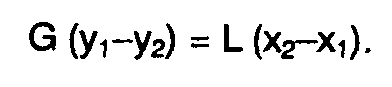 G (y₁–y₂) = L (x₂–x₁).